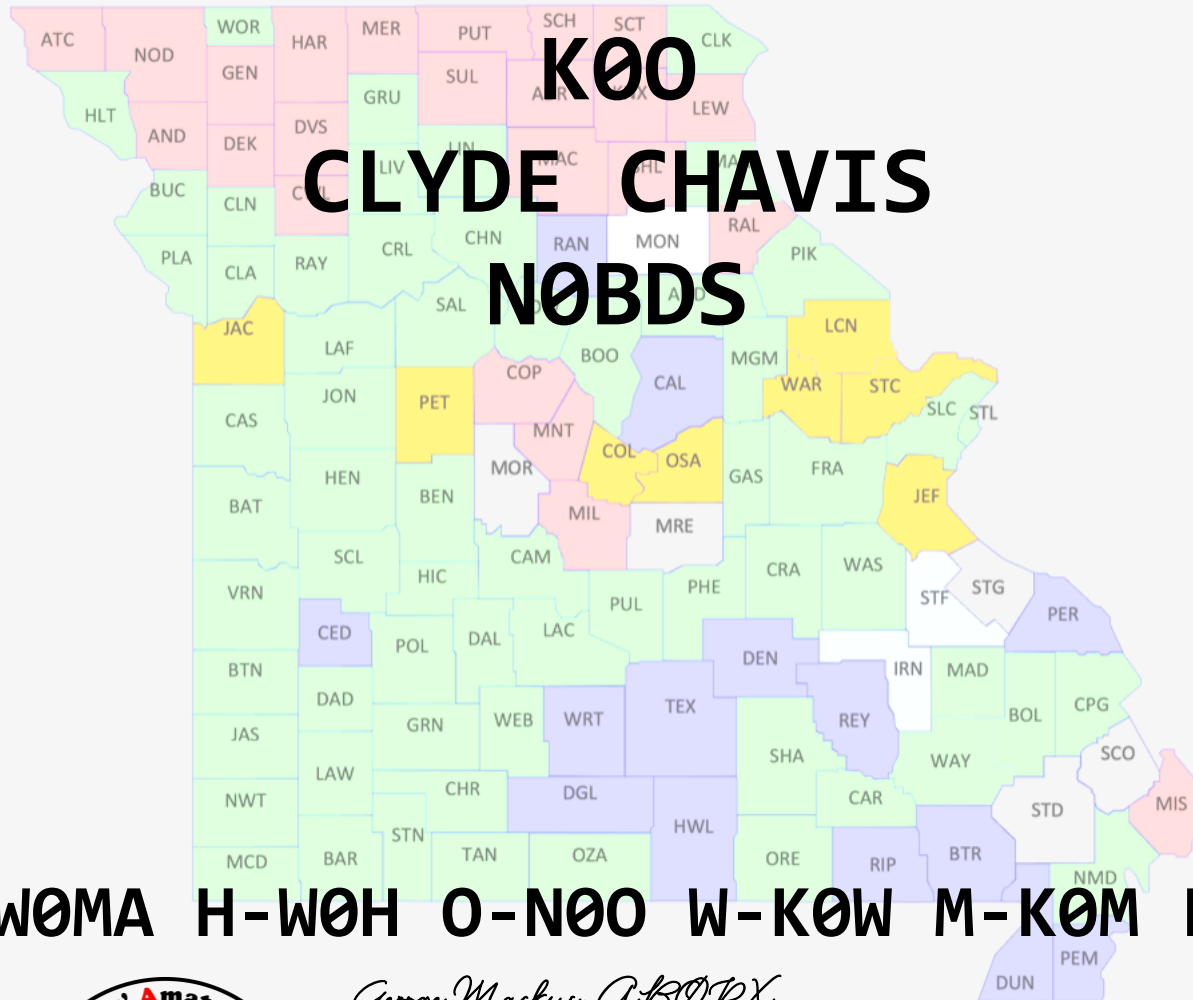 ATC NOD WOR HAR MER PUT SCH SCT CLK
K0O
GEN SUL GRU LEW
HLT AND DEK DVS
LIV MAC
CLYDE CHAVIS
BUC CLN
PLA CLA RAY CRL CHN RAN MON RAL PIK
N0BDS
JAC LAF SAL BOO MGM LCN
CAS JON PET COP CAL WAR STC SLC STL
MNT COL OSA
BAT HEN BEN MOR GAS FRA JEF
MIL MRE
VRN SCL HIC CAM PHE CRA WAS STF STG
PUL PER
CED POL DAL LAC DEN IRN MAD
BTN DAD TEX BOL CPG
JAS GRN WEB WRT REY SCO
LAW SHA WAY
NWT CHR DGL CAR STD MIS
STN HWL
MCD BAR TAN OZA ORE RIP BTR NMD
W0MA H-W0H O-N0O W-K0W M-K0M
PEM
DUN